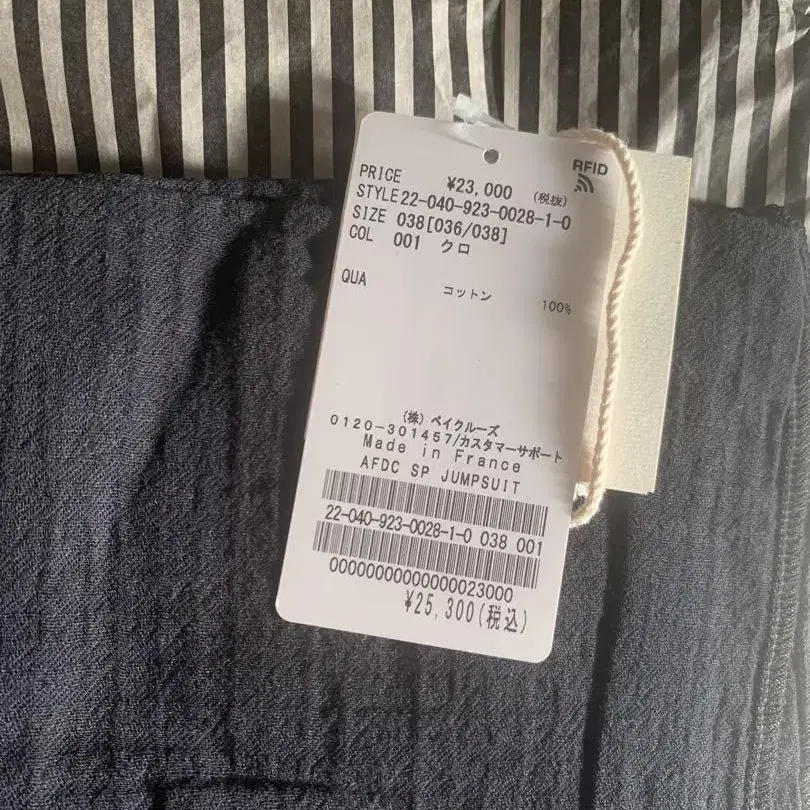 RFID
PRICE ¥23,000 (税抜)
STYLE 22-040-923-0028-1-0
SIZE 038[036/038]
COL 001 クロ
QUA コットン 100%
(株) ベイクルーズ
0120-301457/カスタマーサポート
Made in France
AFDC SP JUMPSUIT
22-040-923-0028-1-0 038 001
00000000000000023000
¥25,300(税込)